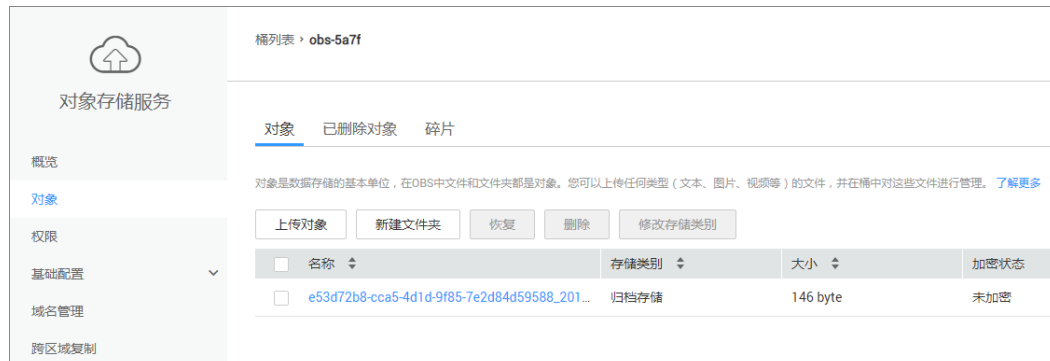 桶列表 › obs-5a7f
对象存储服务
对象 已删除对象 碎片
概览
对象是数据存储的基本单位，在OBS中文件和文件夹都是对象。您可以上传任何类型（文本、图片、视频等）的文件，并在桶中对这些文件进行管理。 了解更多
对象
上传对象 新建文件夹 恢复 删除 修改存储类别
权限
名称 存储类别 大小 加密状态
基础配置
e53d72b8-cca5-4d1d-9f85-7e2d84d59588_201... 归档存储 146 byte 未加密
域名管理
跨区域复制